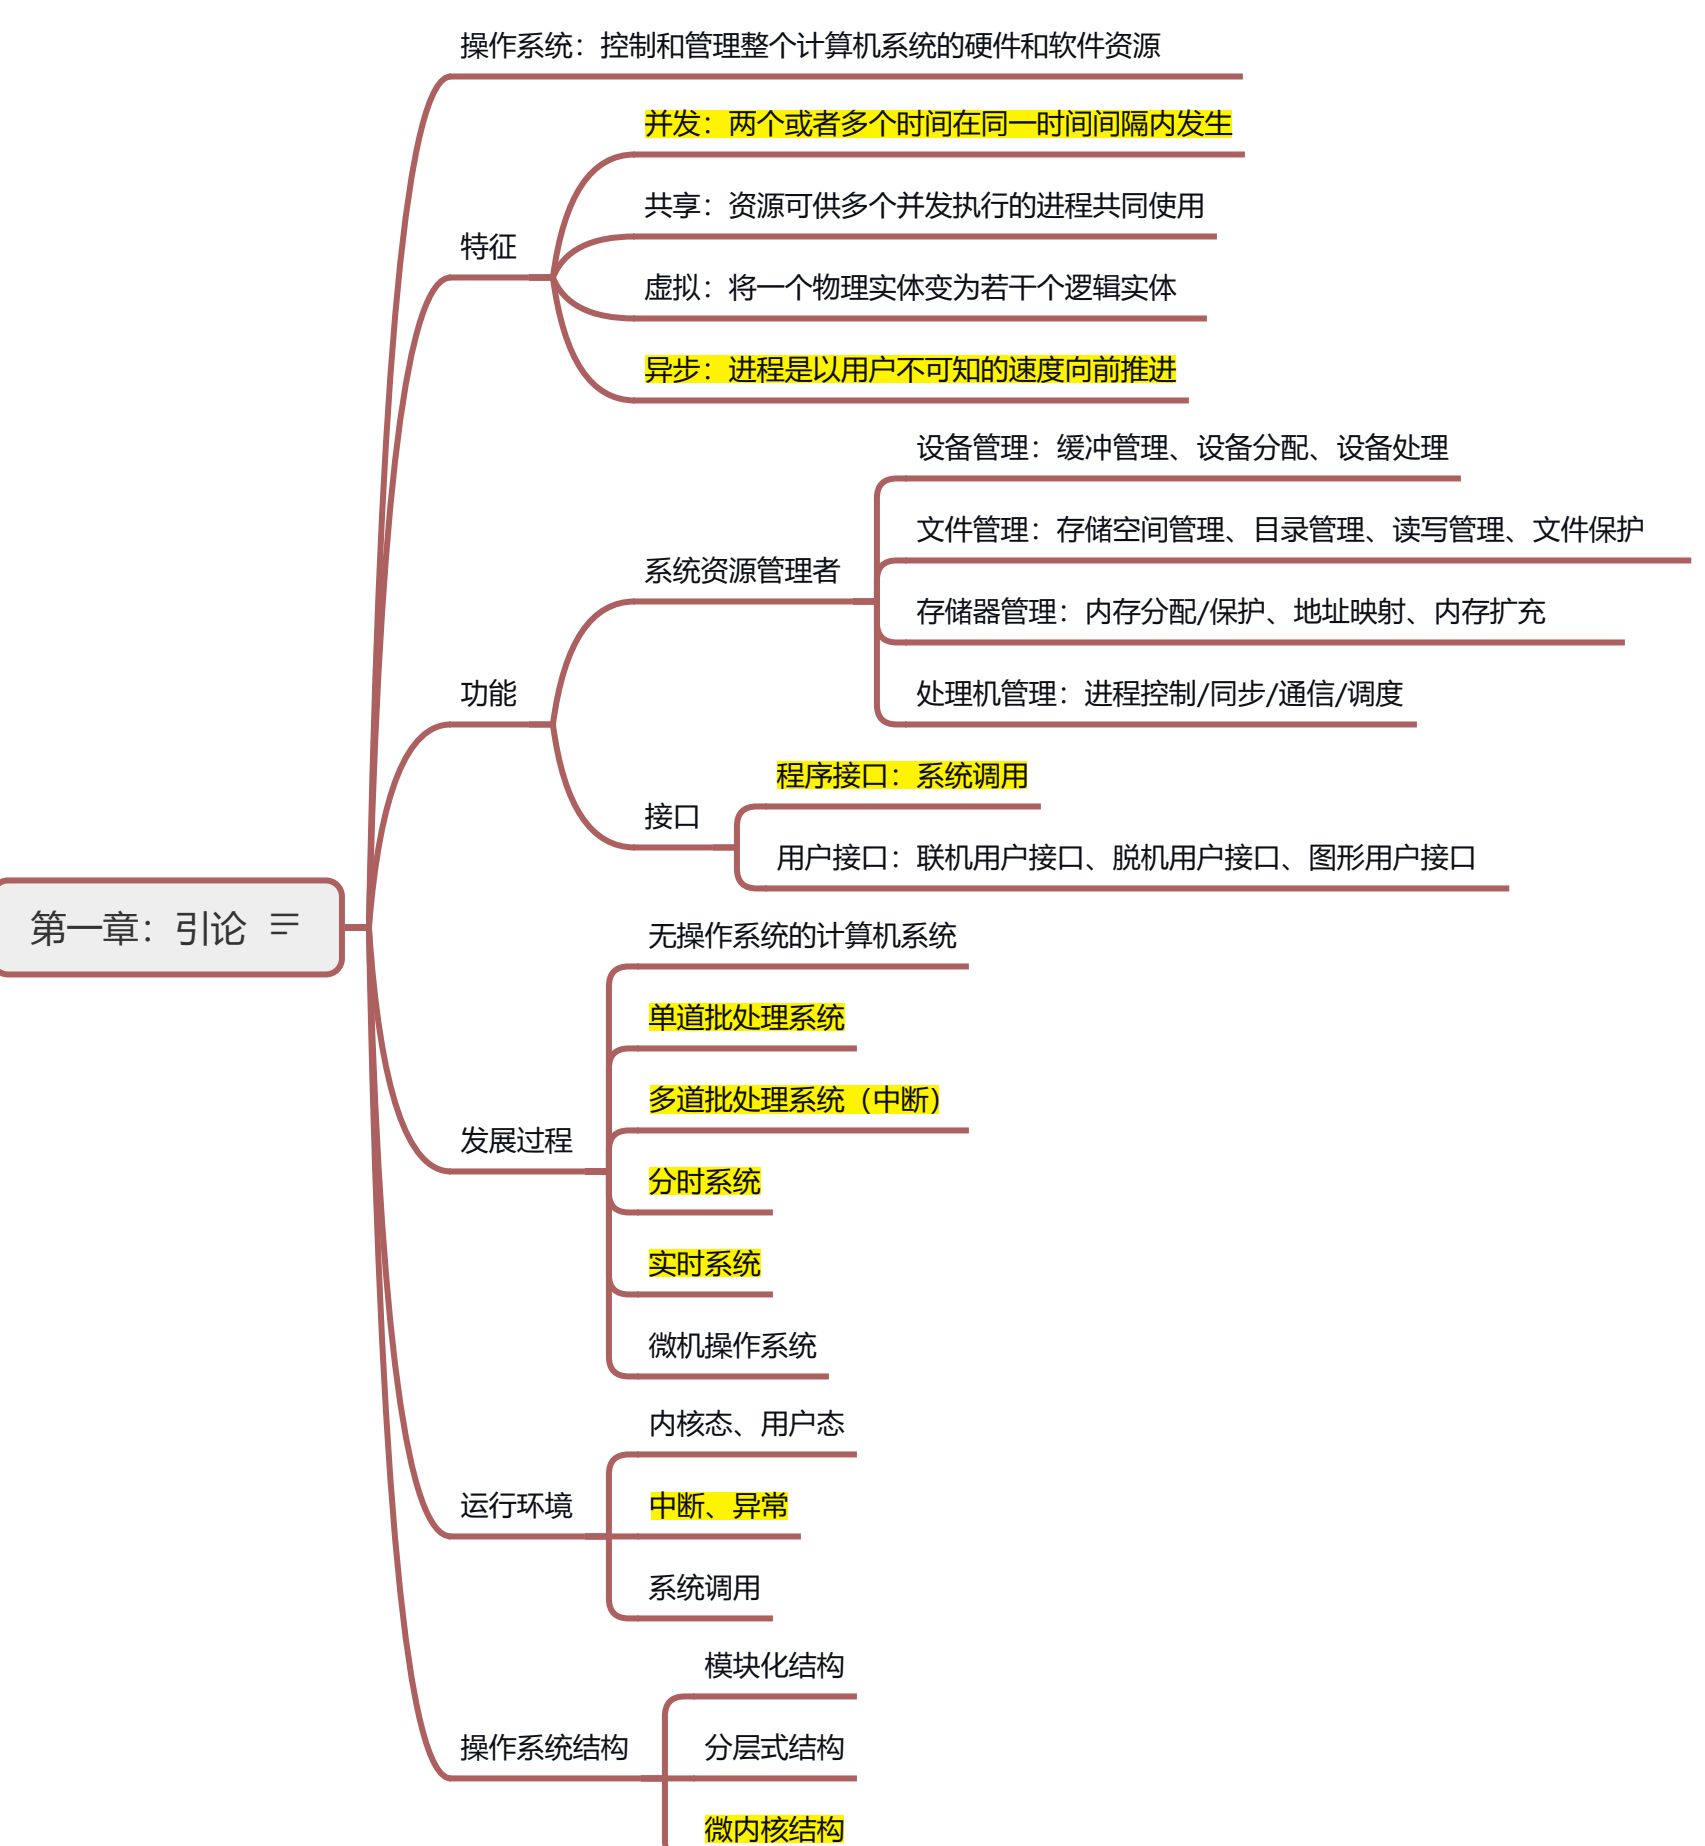 操作系统：控制和管理整个计算机系统的硬件和软件资源
并发：两个或者多个时间在同一时间间隔内发生
共享：资源可供多个并发执行的进程共同使用
特征
虚拟：将一个物理实体变为若干个逻辑实体
异步：进程是以用户不可知的速度向前推进
设备管理：缓冲管理、设备分配、设备处理
文件管理：存储空间管理、目录管理、读写管理、文件保护
系统资源管理者
存储器管理：内存分配/保护、地址映射、内存扩充
处理机管理：进程控制/同步/通信/调度
功能
程序接口：系统调用
接口
用户接口：联机用户接口、脱机用户接口、图形用户接口
第一章：引论
无操作系统的计算机系统
单道批处理系统
多道批处理系统（中断）
发展过程
分时系统
实时系统
微机操作系统
内核态、用户态
运行环境
中断、异常
系统调用
模块化结构
操作系统结构
分层式结构
微内核结构